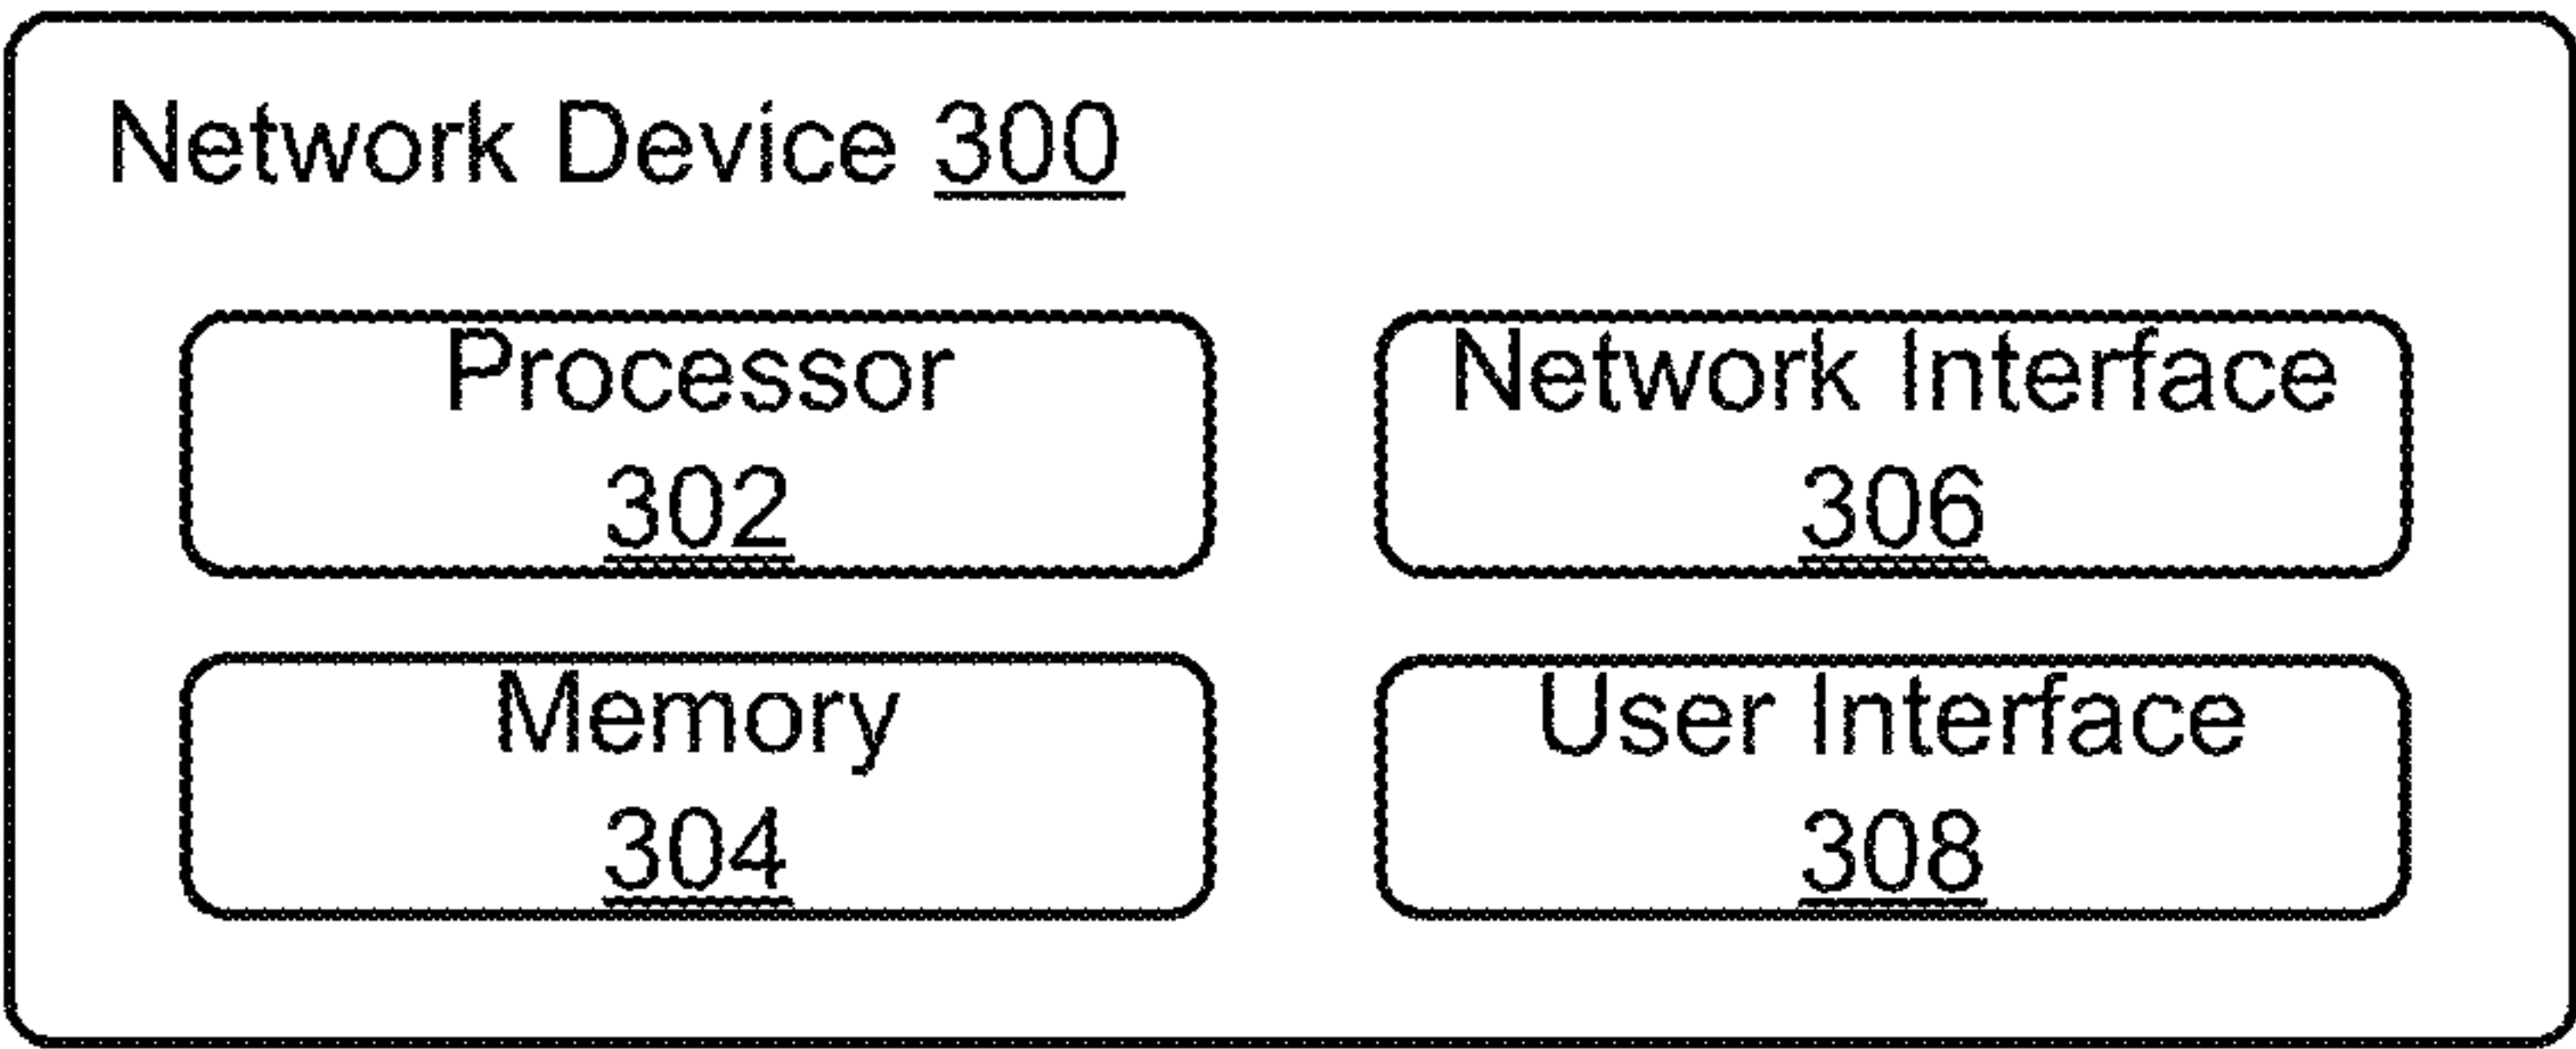 Network Device 300
Processor
302
Network Interface
306
Memory
304
User Interface
308